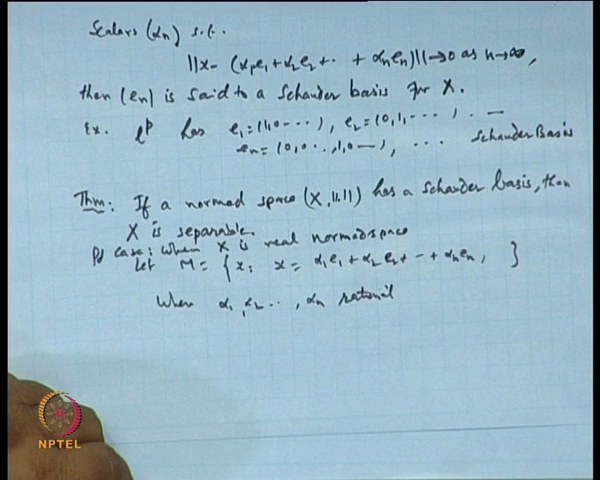 Scalars (αn) s.t.
||x - (α1e1+α2e2+·· + αnen)|| → 0 as n→∞,
then (en) is said to a Schauder basis for X.
Ex. l^p has e1=(1,0---), e2=(0,1,---), . —
en=(0,0··,1,0—), ··· Schauder Basis
Thm: If a normed space (X, ||.||) has a Schauder basis, then
X is separable.
Pf case: when X is real normed space
Let M = { x: x = α1e1+α2e2+--+αnen, }
When α1, α2 ··, αn rational
NPTEL